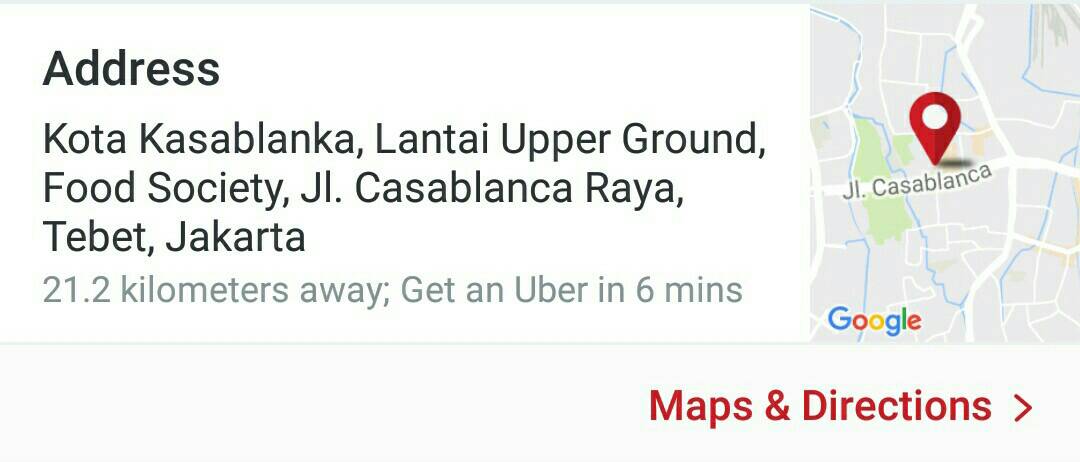 Address
Kota Kasablanka, Lantai Upper Ground,
Food Society, Jl. Casablanca Raya,
Tebet, Jakarta
21.2 kilometers away; Get an Uber in 6 mins
Jl. Casablanca
Google
Maps & Directions >